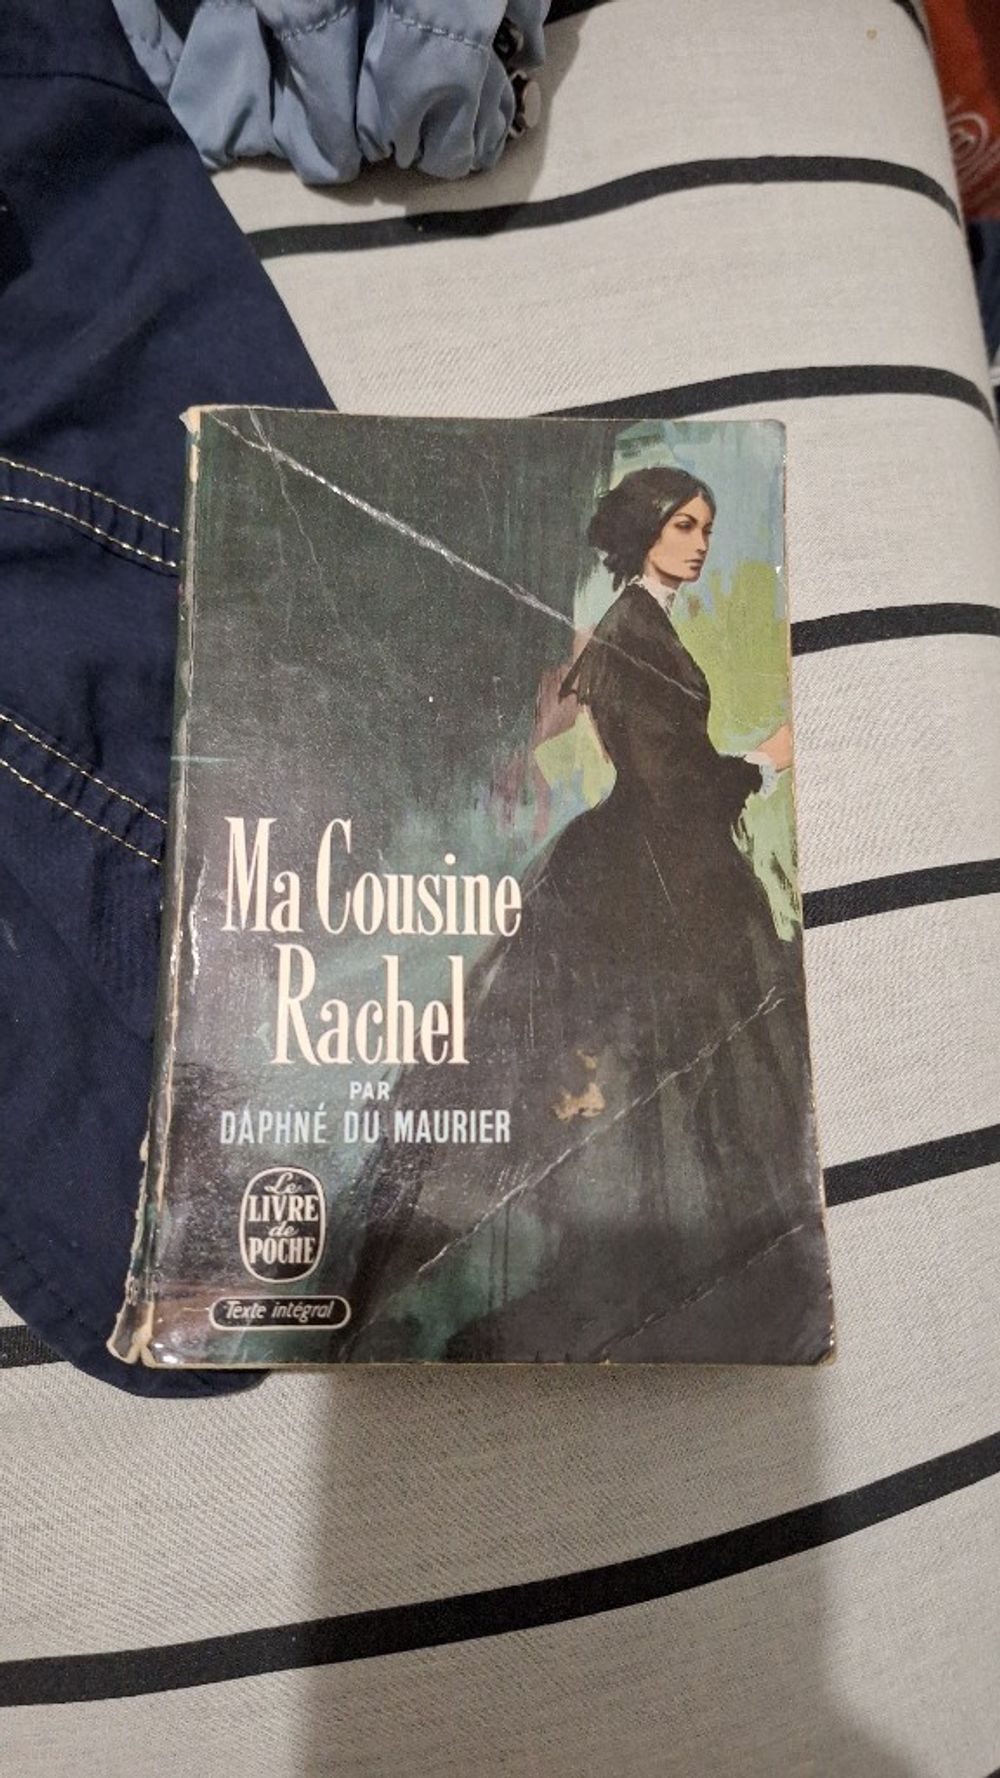 Ma Cousine
Rachel
PAR
DAPHNÉ DU MAURIER
Le
LIVRE
de
POCHE
Texte intégral